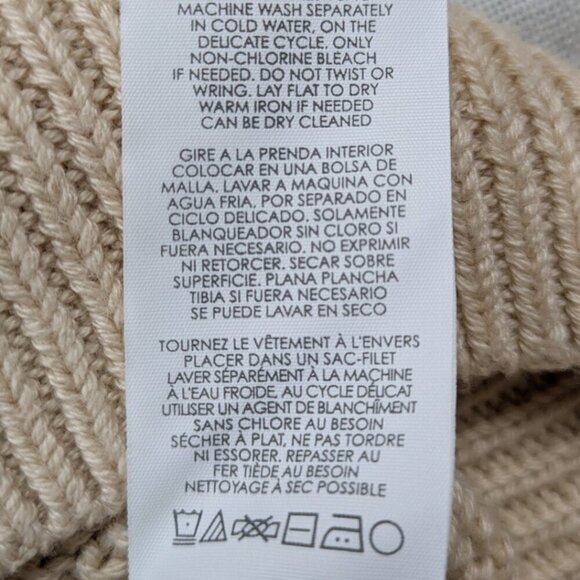 MACHINE WASH SEPARATELY
IN COLD WATER, ON THE
DELICATE CYCLE. ONLY
NON-CHLORINE BLEACH
IF NEEDED. DO NOT TWIST OR
WRING. LAY FLAT TO DRY
WARM IRON IF NEEDED
CAN BE DRY CLEANED
GIRE A LA PRENDA INTERIOR
COLOCAR EN UNA BOLSA DE
MALLA. LAVAR A MAQUINA CON
AGUA FRIA, POR SEPARADO EN
CICLO DELICADO. SOLAMENTE
BLANQUEADOR SIN CLORO SI
FUERA NECESARIO. NO EXPRIMIR
NI RETORCER. SECAR SOBRE
SUPERFICIE. PLANA PLANCHA
TIBIA SI FUERA NECESARIO
SE PUEDE LAVAR EN SECO
TOURNEZ LE VÊTEMENT À L'ENVERS
PLACER DANS UN SAC-FILET
LAVER SÉPARÉMENT À LA MACHINE
À L'EAU FROIDE, AU CYCLE DÉLICAT
UTILISER UN AGENT DE BLANCHÎMENT
SANS CHLORE AU BESOIN
SÉCHER À PLAT, NE PAS TORDRE
NI ESSORER. REPASSER AU
FER TIÈDE AU BESOIN
NETTOYAGE À SEC POSSIBLE